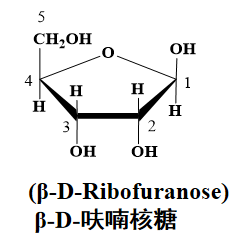 5
CH₂OH
O
OH
4
1
H
H
H
H
3
2
OH
OH
(β-D-Ribofuranose)
β-D-呋喃核糖